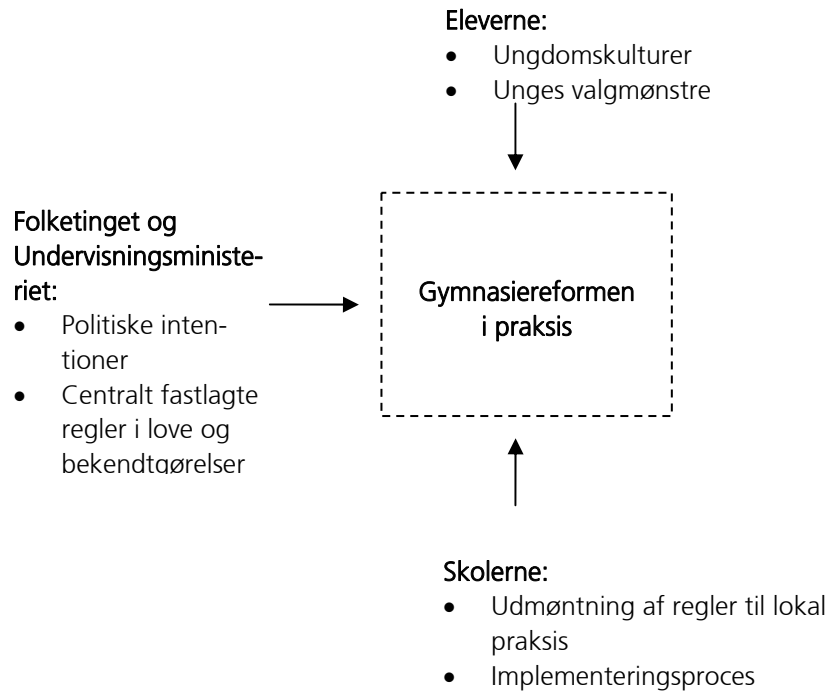 Eleverne:
• Ungdomskulturer
• Unges valgmønstre
Folketinget og
Undervisningsministe-
riet:
• Politiske inten-
tioner
• Centralt fastlagte
regler i love og
bekendtgørelser
Gymnasiereformen
i praksis
Skolerne:
• Udmøntning af regler til lokal
praksis
• Implementeringsproces